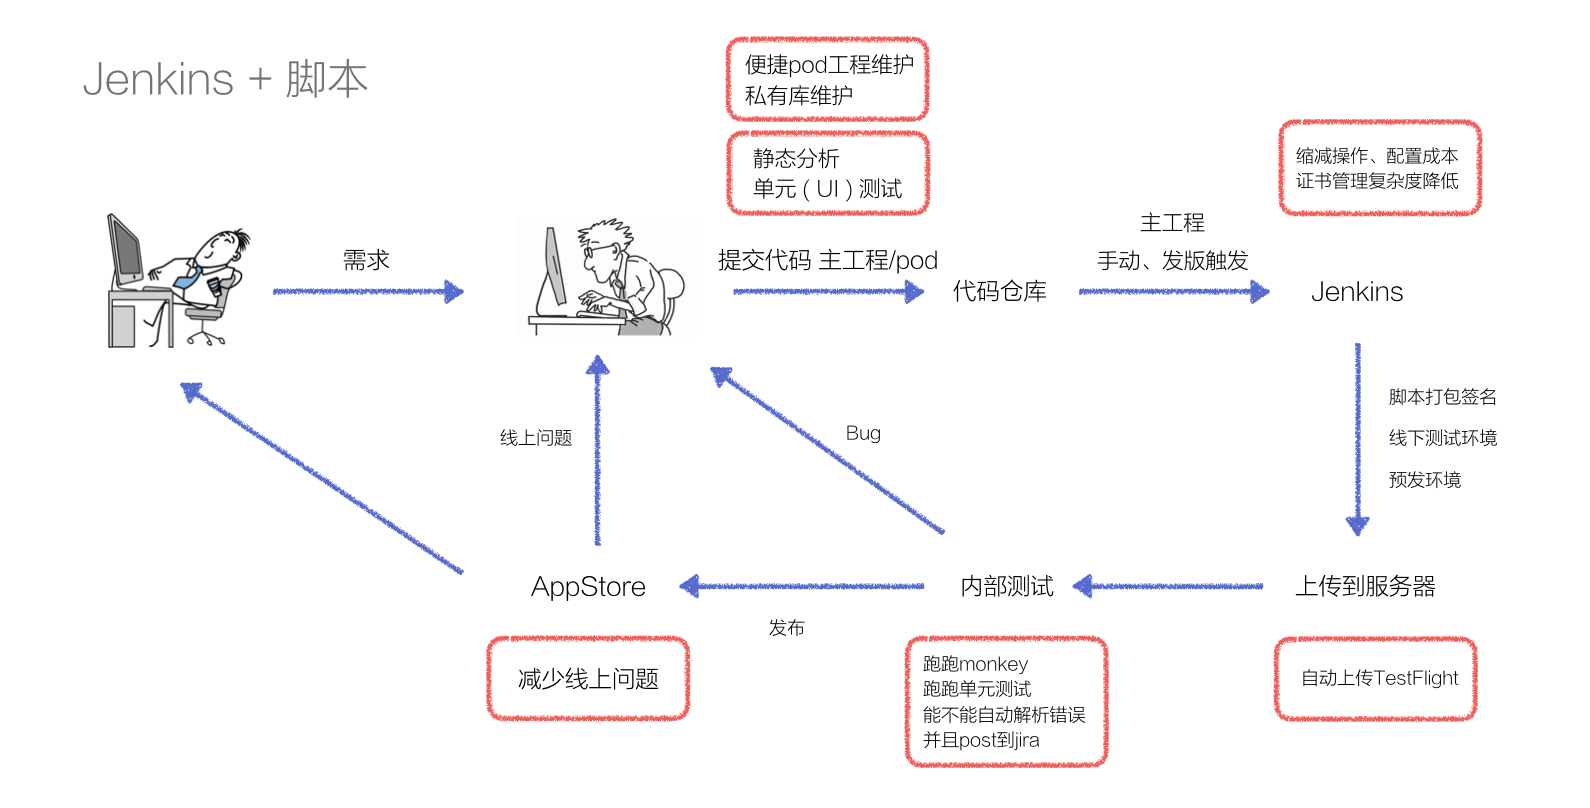 Jenkins + 脚本
便捷pod工程维护
私有库维护
静态分析
单元 ( UI ) 测试
缩减操作、配置成本
证书管理复杂度降低
需求
提交代码 主工程/pod
代码仓库
主工程
手动、发版触发
Jenkins
脚本打包签名
线下测试环境
预发环境
线上问题
Bug
AppStore
发布
内部测试
上传到服务器
减少线上问题
跑跑monkey
跑跑单元测试
能不能自动解析错误
并且post到jira
自动上传TestFlight